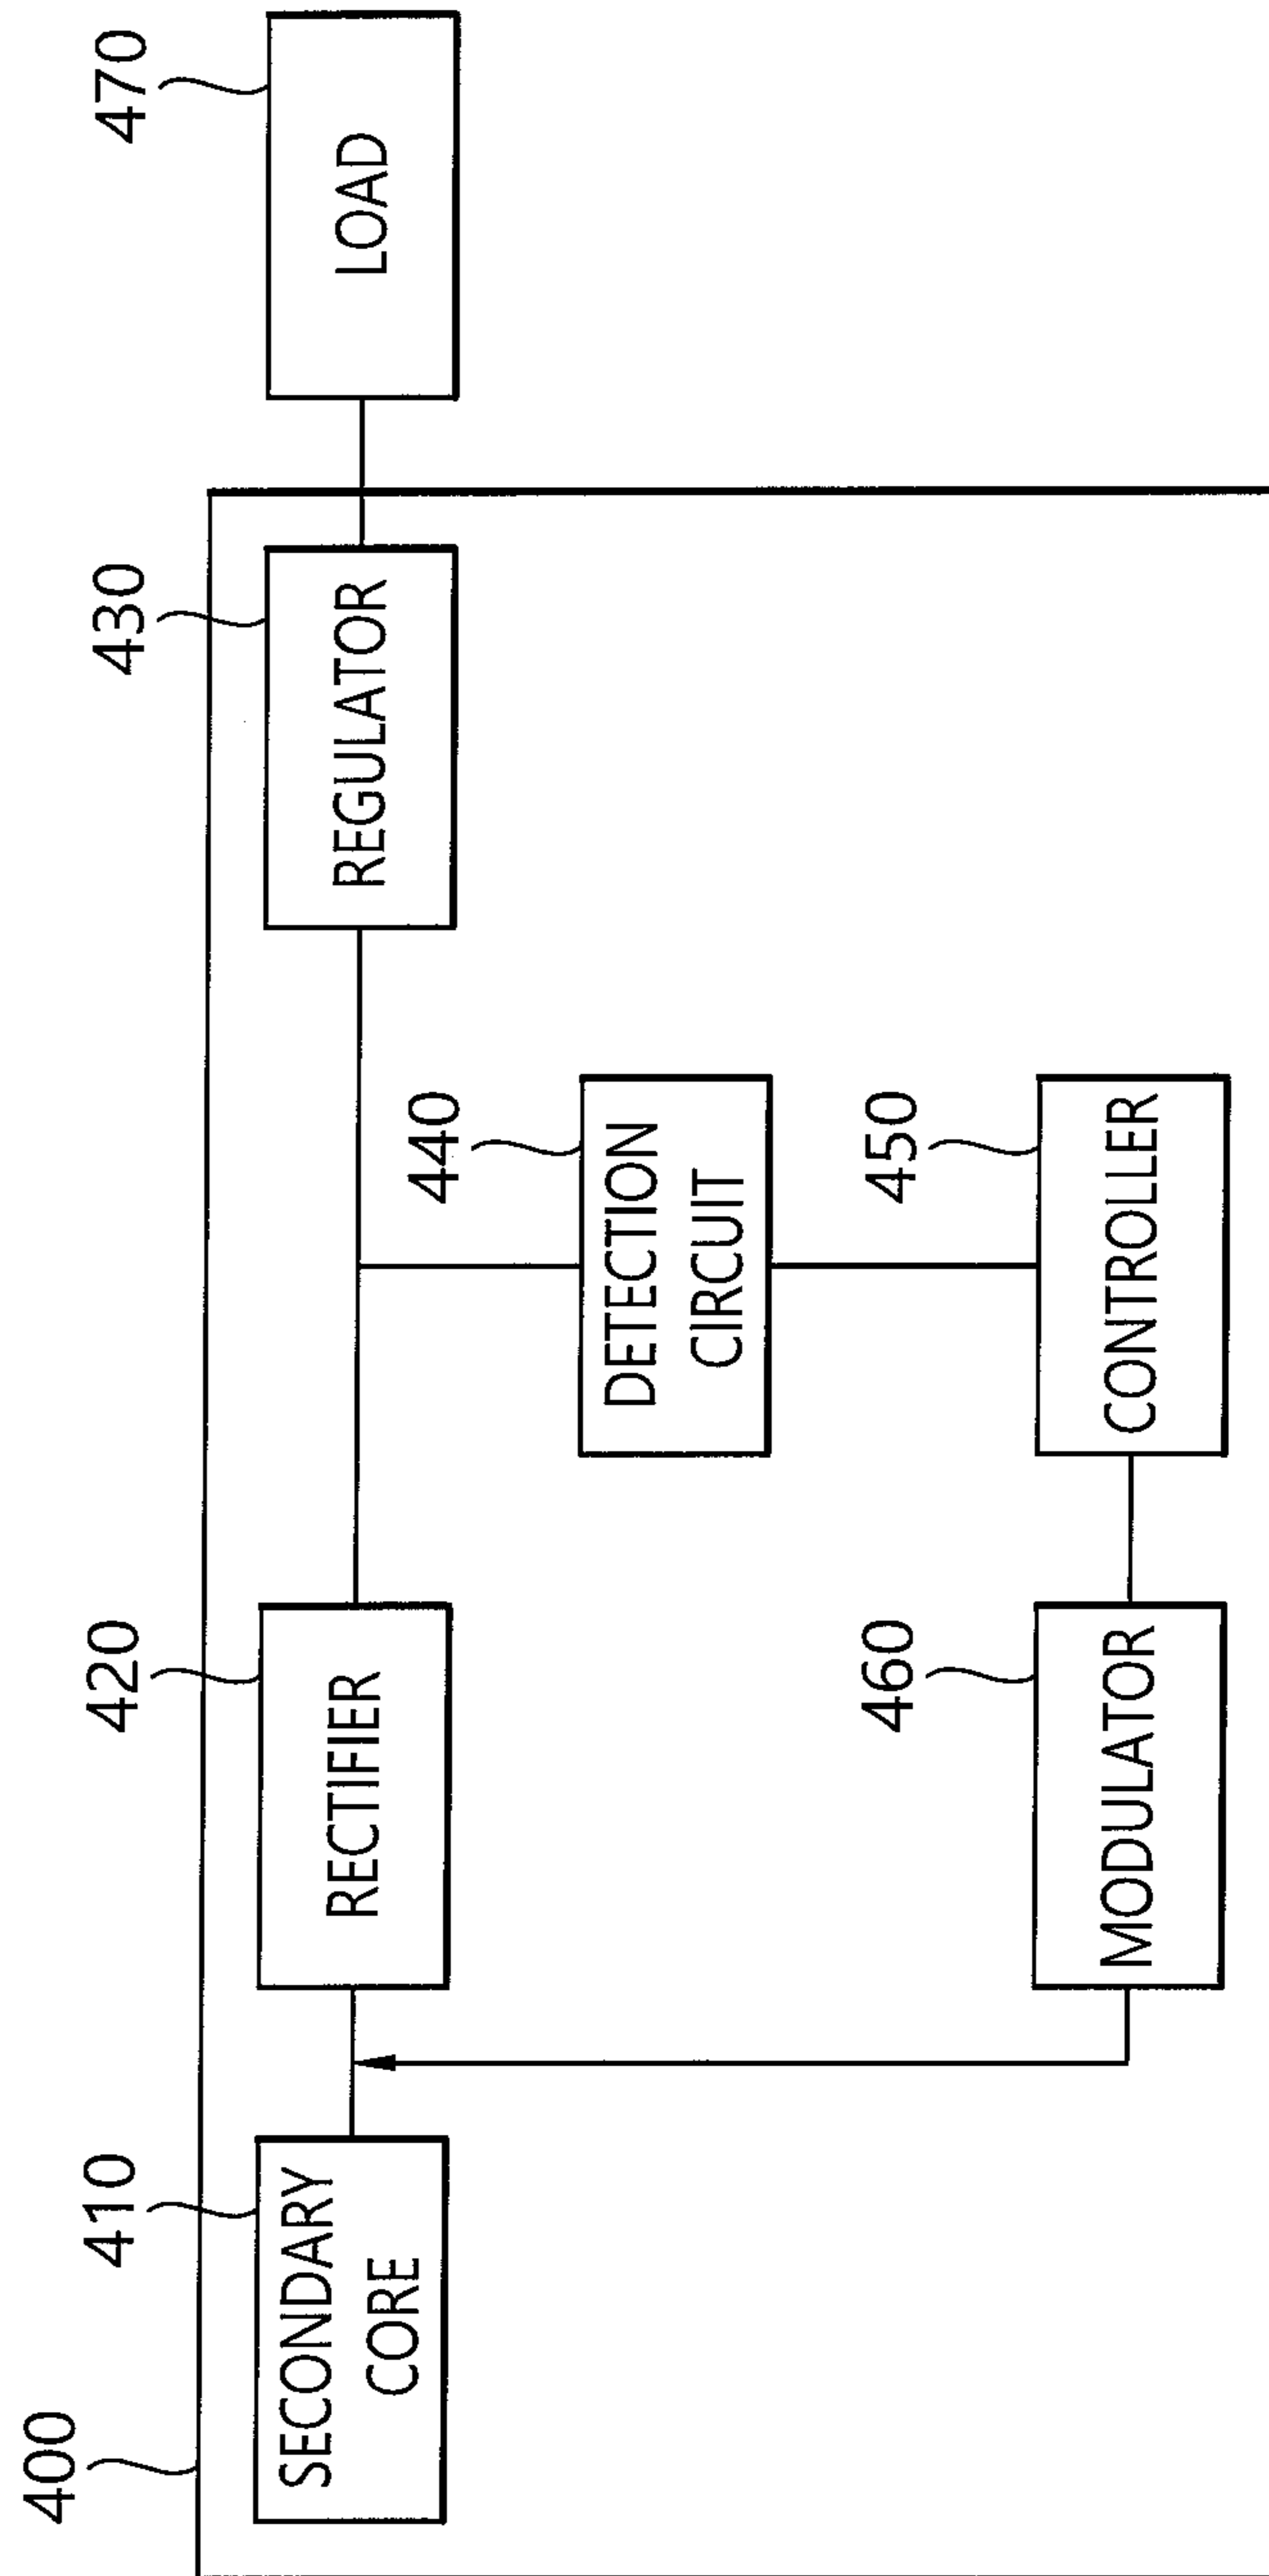 400
410
SECONDARY
CORE
420
RECTIFIER
430
REGULATOR
470
LOAD
440
DETECTION
CIRCUIT
460
MODULATOR
450
CONTROLLER